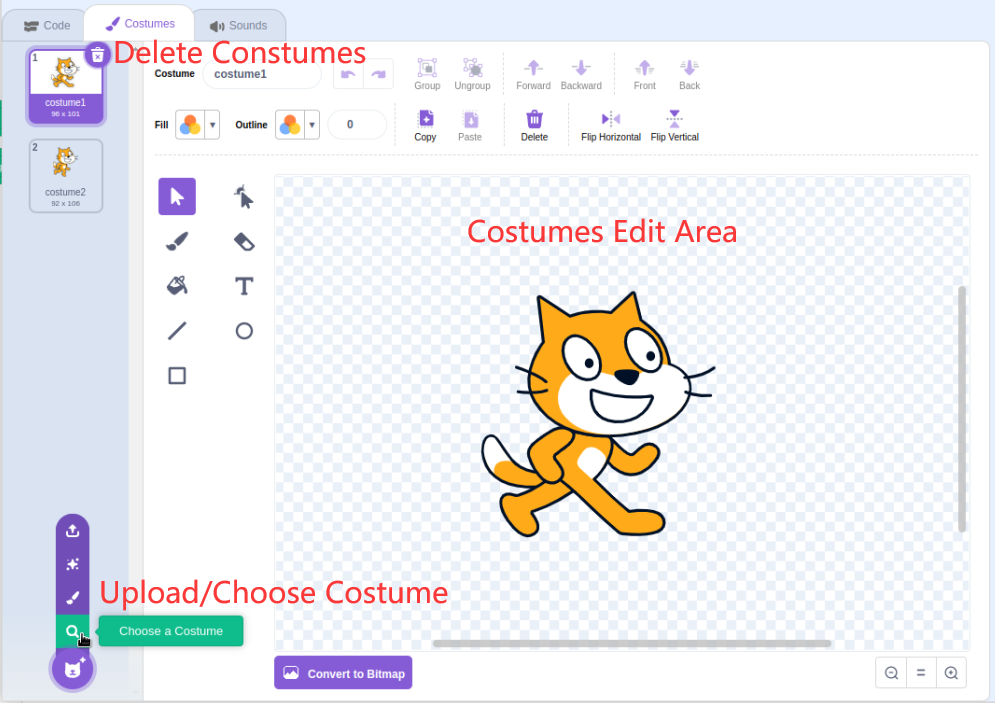 Code Costumes Sounds
Delete Constumes
1
costume1
96 x 101
2
costume2
92 x 106
Costume costume1 Group Ungroup Forward Backward Front Back
Fill Outline 0 Copy Paste Delete Flip Horizontal Flip Vertical
T
Costumes Edit Area
Upload/Choose Costume
Choose a Costume
Convert to Bitmap
=